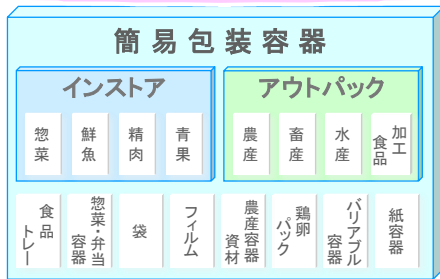 簡易包装容器
インストア
アウトパック
惣菜
鮮魚
精肉
青果
農産
畜産
水産
加工食品
食品トレー
惣菜・弁当容器
袋
フィルム
農産容器資材
鶏卵パック
バリアブル容器
紙容器